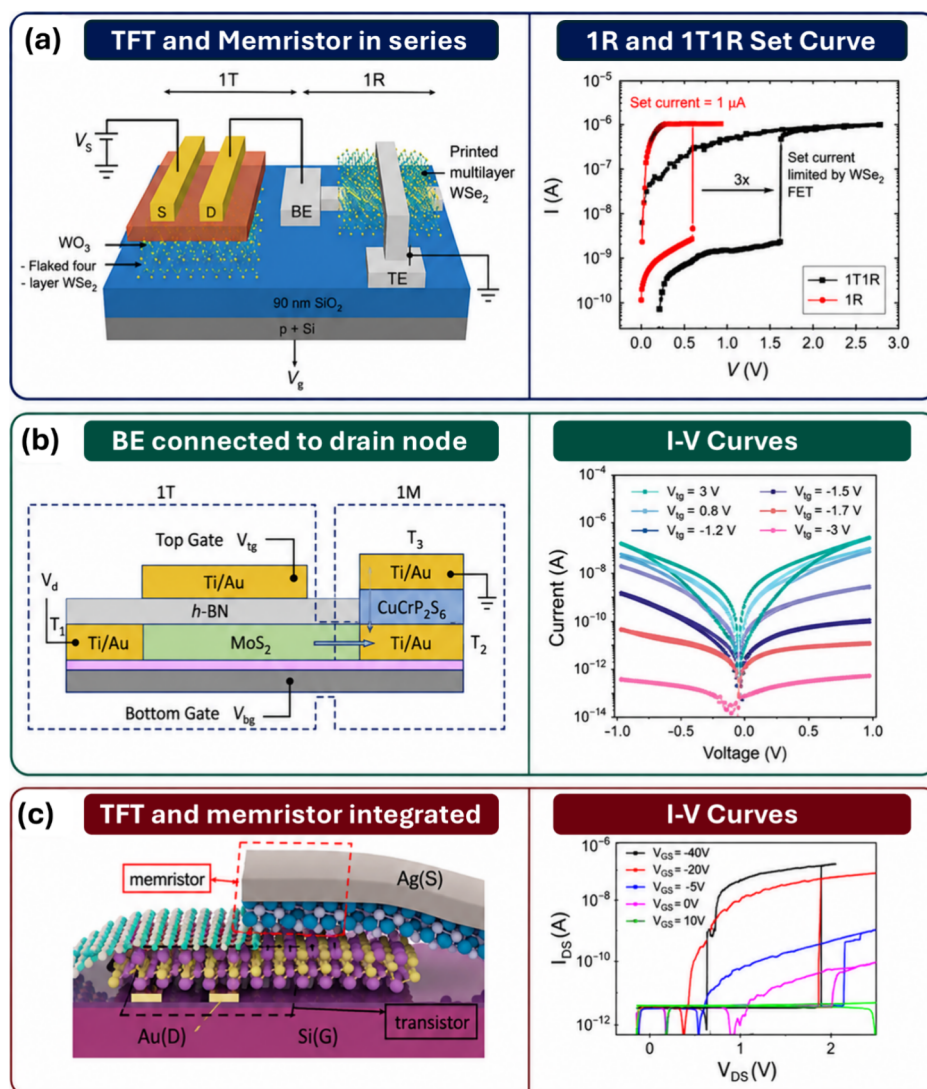 (a)
TFT and Memristor in series
1T
1R
V_S
S
D
BE
TE
Printed
multilayer
WSe₂
WO₃
- Flaked four
- layer WSe₂
90 nm SiO₂
p + Si
V_g
1R and 1T1R Set Curve
I (A)
10⁻⁵
10⁻⁶
10⁻⁷
10⁻⁸
10⁻⁹
10⁻¹⁰
Set current = 1 μA
3x
Set current
limited by WSe₂
FET
1T1R
1R
0.0 0.5 1.0 1.5 2.0 2.5 3.0
V (V)
(b)
BE connected to drain node
1T
1M
Top Gate V_tg
T₃
V_d
Ti/Au
Ti/Au
h-BN
CuCrP₂S₆
T₁
Ti/Au
MoS₂
Ti/Au
T₂
Bottom Gate V_bg
I-V Curves
Current (A)
10⁻⁴
10⁻⁶
10⁻⁸
10⁻¹⁰
10⁻¹²
10⁻¹⁴
V_tg = 3 V
V_tg = 0.8 V
V_tg = -1.2 V
V_tg = -1.5 V
V_tg = -1.7 V
V_tg = -3 V
-1.0 -0.5 0.0 0.5 1.0
Voltage (V)
(c)
TFT and memristor integrated
memristor
Ag(S)
Au(D)
Si(G)
transistor
I-V Curves
I_DS (A)
10⁻⁶
10⁻⁸
10⁻¹⁰
10⁻¹²
V_GS = -40V
V_GS = -20V
V_GS = -5V
V_GS = 0V
V_GS = 10V
0 1 2
V_DS (V)